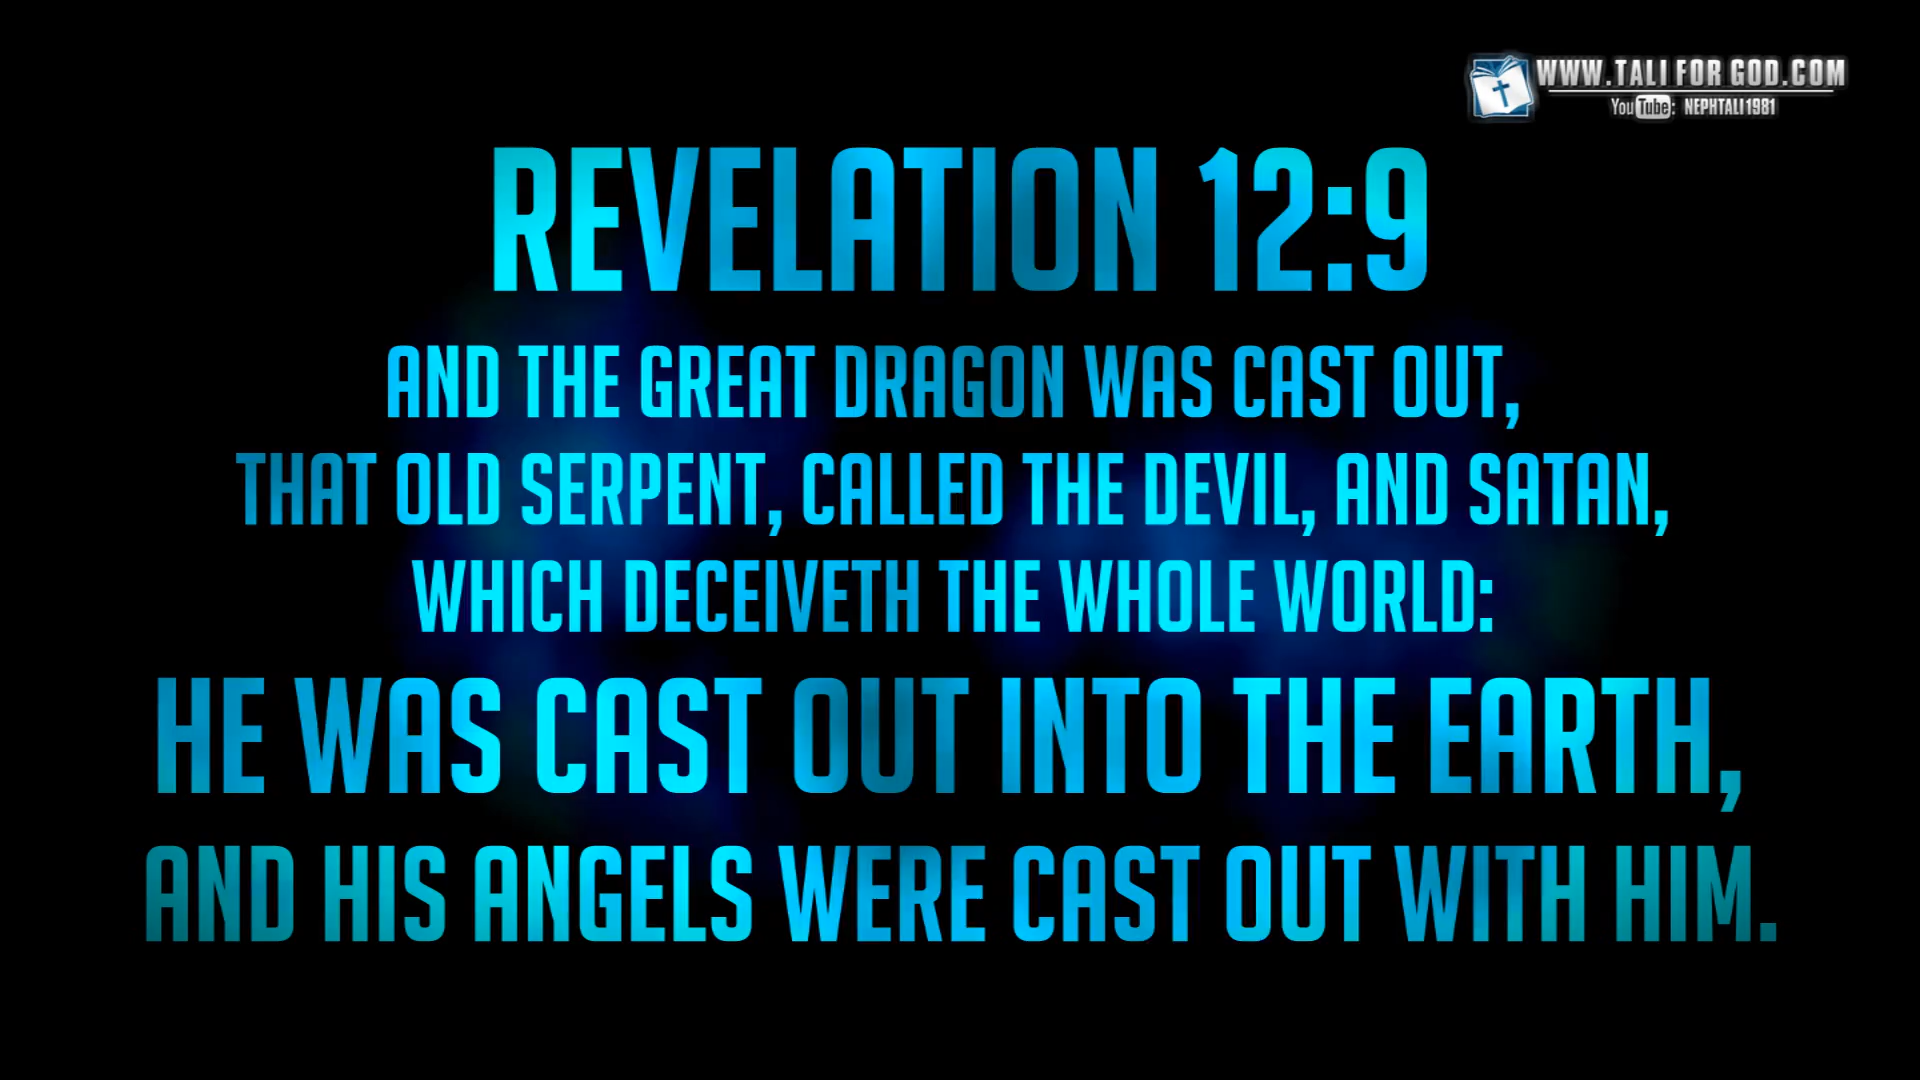 WWW.TALI FOR GOD.COM
YouTube: NEPHTALI1981
REVELATION 12:9
AND THE GREAT DRAGON WAS CAST OUT,
THAT OLD SERPENT, CALLED THE DEVIL, AND SATAN,
WHICH DECEIVETH THE WHOLE WORLD:
HE WAS CAST OUT INTO THE EARTH,
AND HIS ANGELS WERE CAST OUT WITH HIM.